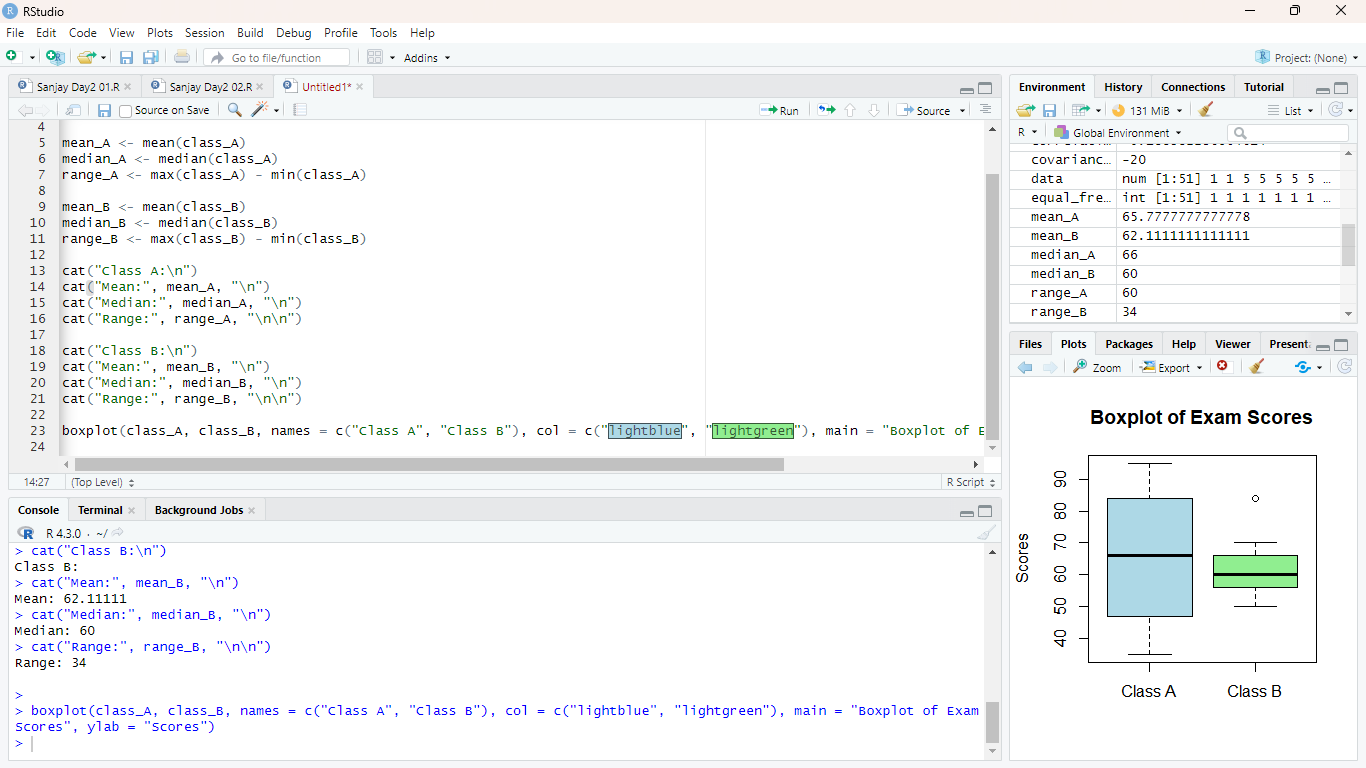 RStudio
File Edit Code View Plots Session Build Debug Profile Tools Help
Go to file/function Addins Project: (None)
Sanjay Day2 01.R Sanjay Day2 02.R Untitled1*
Source on Save Run Source
4
5 mean_A <- mean(class_A)
6 median_A <- median(class_A)
7 range_A <- max(class_A) - min(class_A)
8
9 mean_B <- mean(class_B)
10 median_B <- median(class_B)
11 range_B <- max(class_B) - min(class_B)
12
13 cat("Class A:\n")
14 cat("Mean:", mean_A, "\n")
15 cat("Median:", median_A, "\n")
16 cat("Range:", range_A, "\n\n")
17
18 cat("Class B:\n")
19 cat("Mean:", mean_B, "\n")
20 cat("Median:", median_B, "\n")
21 cat("Range:", range_B, "\n\n")
22
23 boxplot(class_A, class_B, names = c("Class A", "Class B"), col = c("lightblue", "lightgreen"), main = "Boxplot of E
24
14:27 (Top Level) R Script
Console Terminal Background Jobs
R 4.3.0 · ~/
> cat("Class B:\n")
Class B:
> cat("Mean:", mean_B, "\n")
Mean: 62.11111
> cat("Median:", median_B, "\n")
Median: 60
> cat("Range:", range_B, "\n\n")
Range: 34
>
> boxplot(class_A, class_B, names = c("Class A", "Class B"), col = c("lightblue", "lightgreen"), main = "Boxplot of Exam
Scores", ylab = "Scores")
>
Environment History Connections Tutorial
131 MiB List
R Global Environment
covarianc… -20
data num [1:51] 1 1 5 5 5 5 5 …
equal_fre… int [1:51] 1 1 1 1 1 1 1 …
mean_A 65.7777777777778
mean_B 62.1111111111111
median_A 66
median_B 60
range_A 60
range_B 34
Files Plots Packages Help Viewer Present
Zoom Export
Boxplot of Exam Scores
Scores
90
80
70
60
50
40
Class A Class B